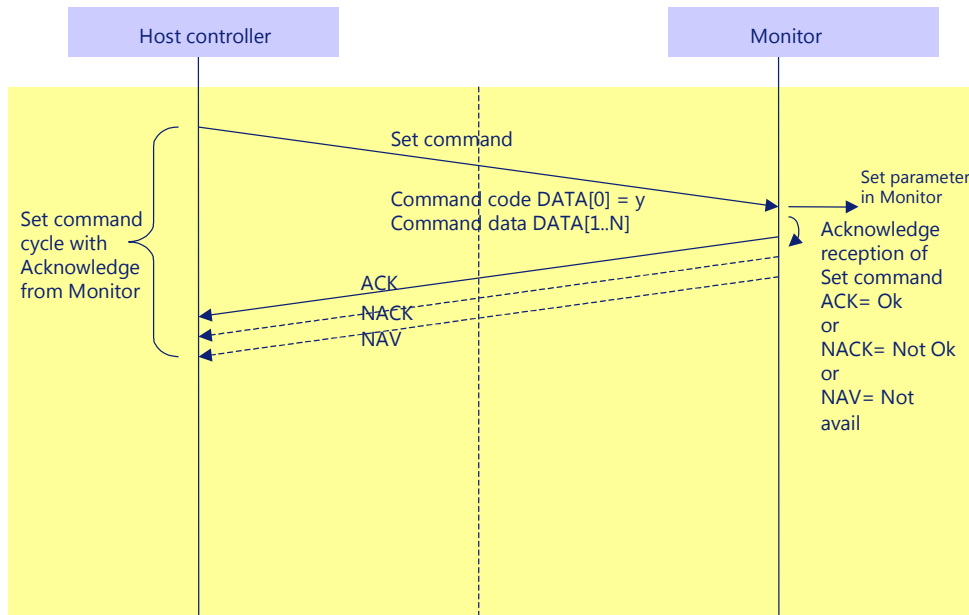 Host controller
Monitor
Set command
Command code DATA[0] = y
Command data DATA[1..N]
Set parameter
in Monitor
Set command
cycle with
Acknowledge
from Monitor
Acknowledge
reception of
Set command
ACK= Ok
or
NACK= Not Ok
or
NAV= Not
avail
ACK
NACK
NAV